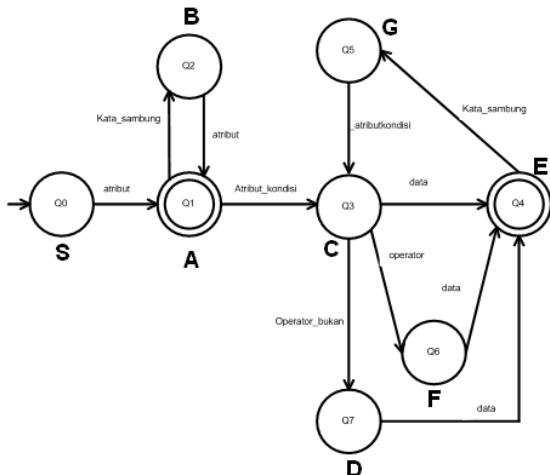 B
Q2
G
Q5
Kata_sambung
atribut
_atributkondisi
Kata_sambung
E
Q0
atribut
Q1
Atribut_kondisi
Q3
data
Q4
S
A
C
operator
data
Operator_bukan
Q6
F
Q7
data
D